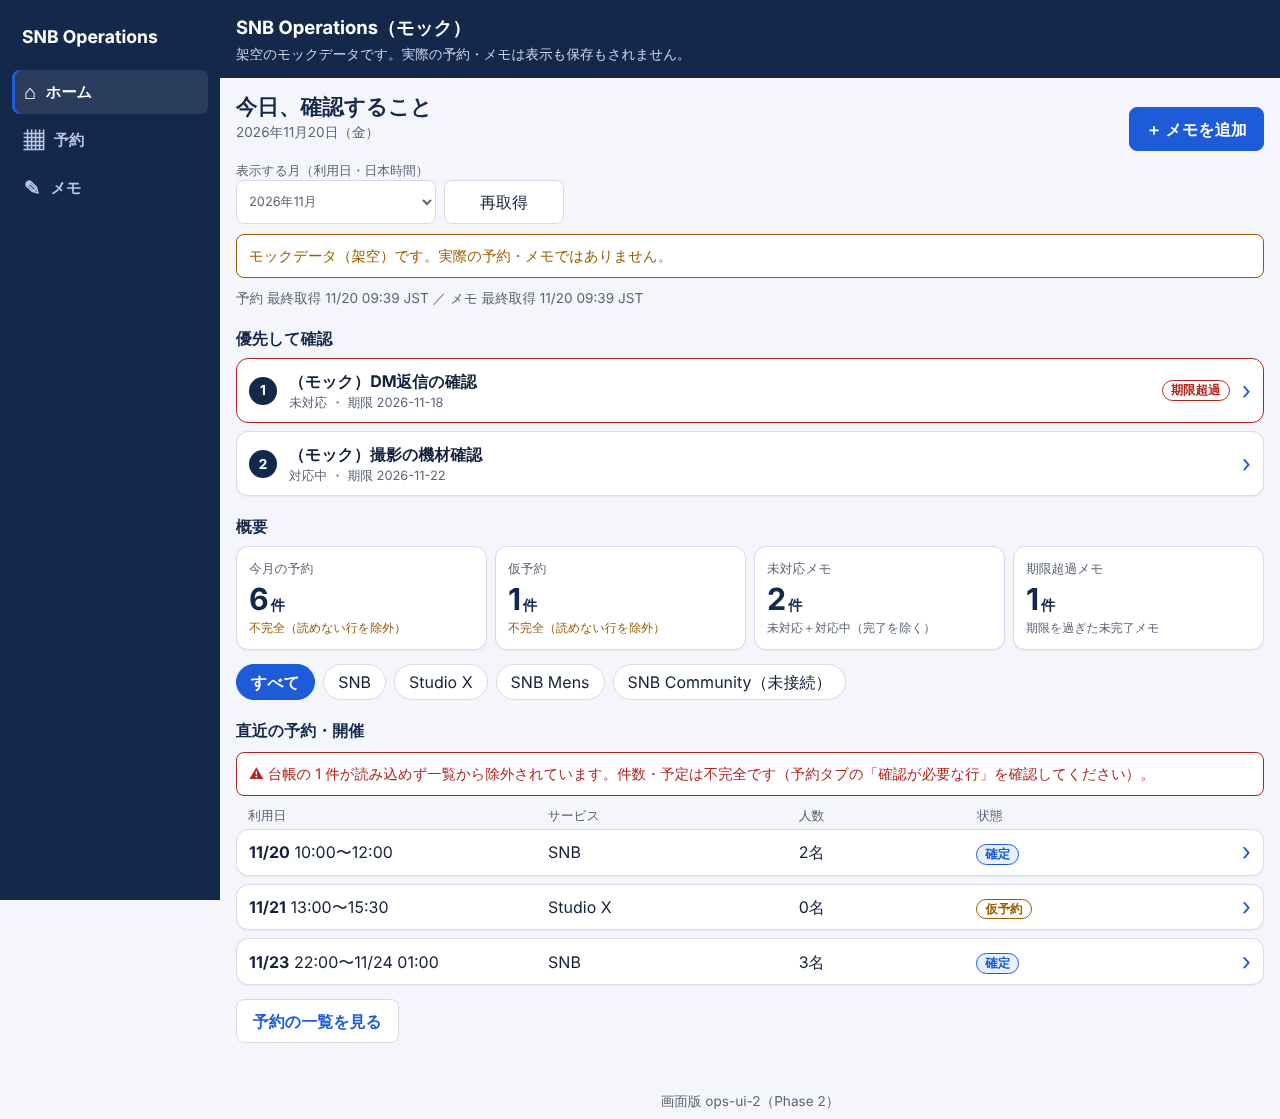 SNB Operations
ホーム
予約
メモ
SNB Operations（モック）
架空のモックデータです。実際の予約・メモは表示も保存もされません。
今日、確認すること
2026年11月20日（金）
+ メモを追加
表示する月（利用日・日本時間）
2026年11月
再取得
モックデータ（架空）です。実際の予約・メモではありません。
予約 最終取得 11/20 09:39 JST ／ メモ 最終取得 11/20 09:39 JST
優先して確認
1
（モック）DM返信の確認
未対応 ・ 期限 2026-11-18
期限超過
›
2
（モック）撮影の機材確認
対応中 ・ 期限 2026-11-22
›
概要
今月の予約
6件
不完全（読めない行を除外）
仮予約
1件
不完全（読めない行を除外）
未対応メモ
2件
未対応＋対応中（完了を除く）
期限超過メモ
1件
期限を過ぎた未完了メモ
すべて
SNB
Studio X
SNB Mens
SNB Community（未接続）
直近の予約・開催
⚠ 台帳の 1 件が読み込めず一覧から除外されています。件数・予定は不完全です（予約タブの「確認が必要な行」を確認してください）。
利用日 サービス 人数 状態
11/20 10:00〜12:00 SNB 2名 確定 ›
11/21 13:00〜15:30 Studio X 0名 仮予約 ›
11/23 22:00〜11/24 01:00 SNB 3名 確定 ›
予約の一覧を見る
画面版 ops-ui-2（Phase 2）